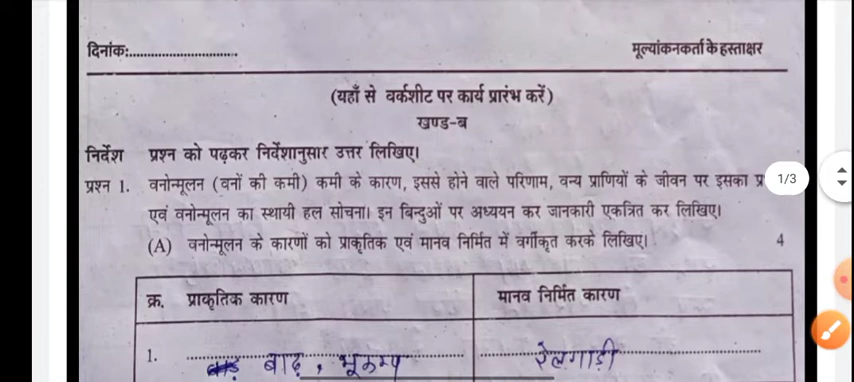 दिनांक:..............................
मूल्यांकनकर्ता के हस्ताक्षर
(यहाँ से वर्कशीट पर कार्य प्रारंभ करें)
खण्ड-ब
निर्देश प्रश्न को पढ़कर निर्देशानुसार उत्तर लिखिए।
प्रश्न 1. वनोन्मूलन (वनों की कमी) कमी के कारण, इससे होने वाले परिणाम, वन्य प्राणियों के जीवन पर इसका
1/3
एवं वनोन्मूलन का स्थायी हल सोचना। इन बिन्दुओं पर अध्ययन कर जानकारी एकत्रित कर लिखिए।
(A) वनोन्मूलन के कारणों को प्राकृतिक एवं मानव निर्मित में वर्गीकृत करके लिखिए। 4
क्र. प्राकृतिक कारण मानव निर्मित कारण
1. बाढ़, भूकम्प रेलगाड़ी